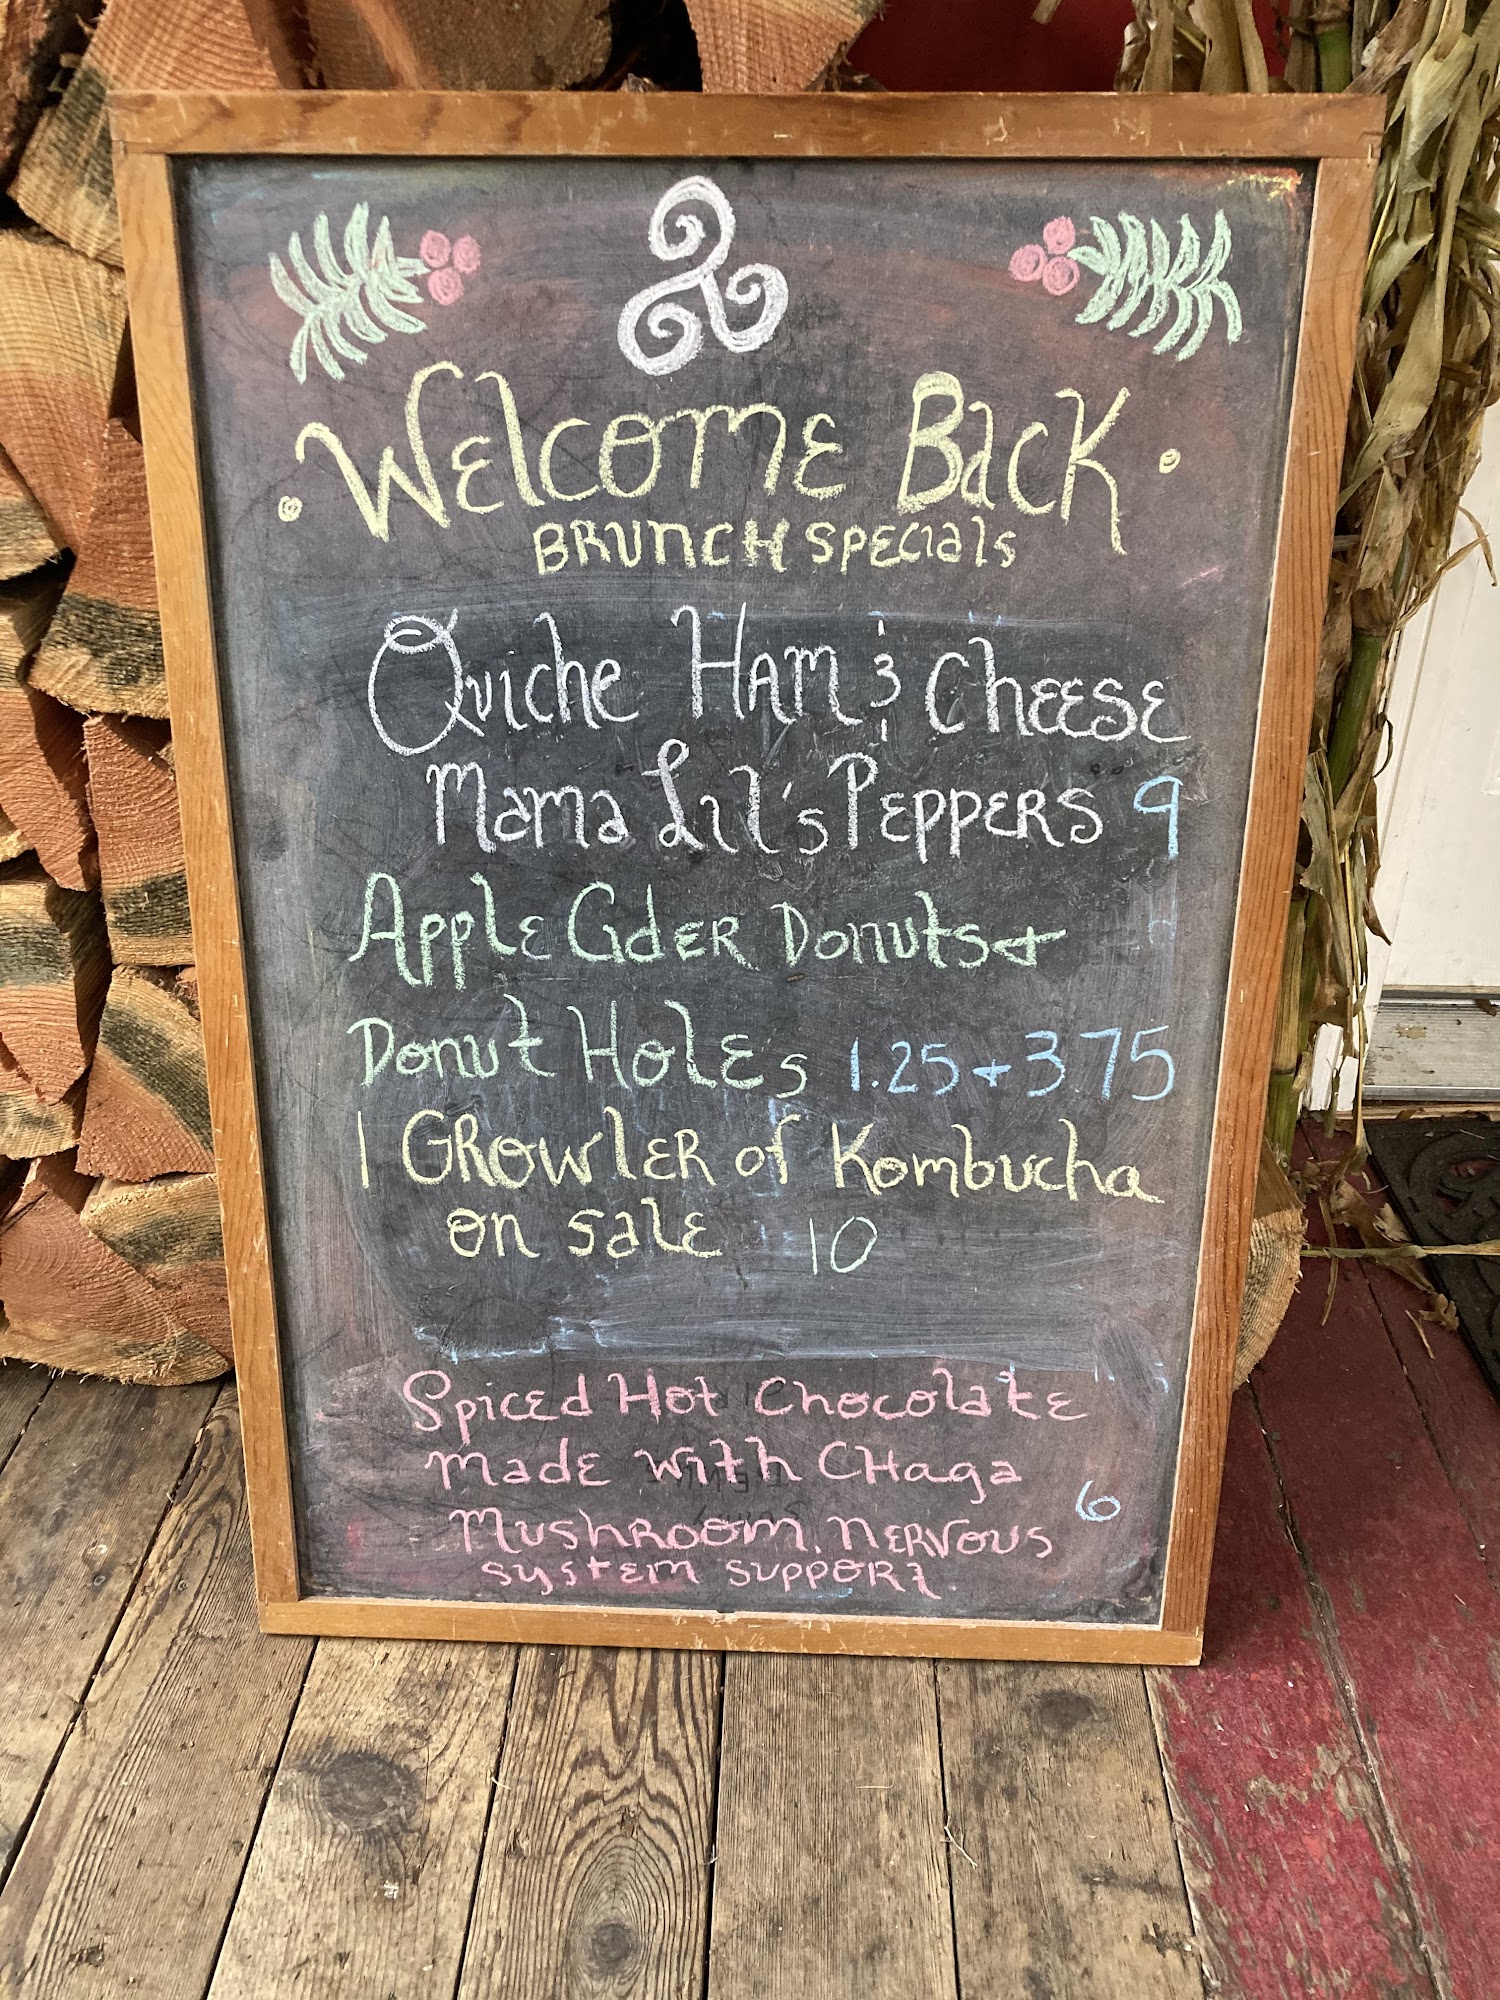 Welcome Back
Brunch Specials
Quiche Ham & Cheese
Mama Lil's Peppers 9
Apple Cider Donuts +
Donut Holes 1.25 + 3.75
1 Growler of Kombucha
on sale 10
Spiced Hot Chocolate
made with CHaga
Mushroom. Nervous 6
system support